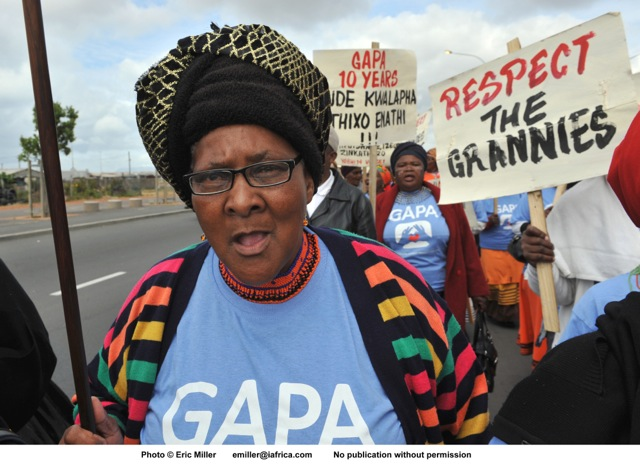 GAPA
10 YEARS
IDE KWALAPHA
THIXO ENATHI
!!
RESPECT
THE
GRANNIES
GAPA
GAPA
Photo © Eric Miller emiller@iafrica.com No publication without permission